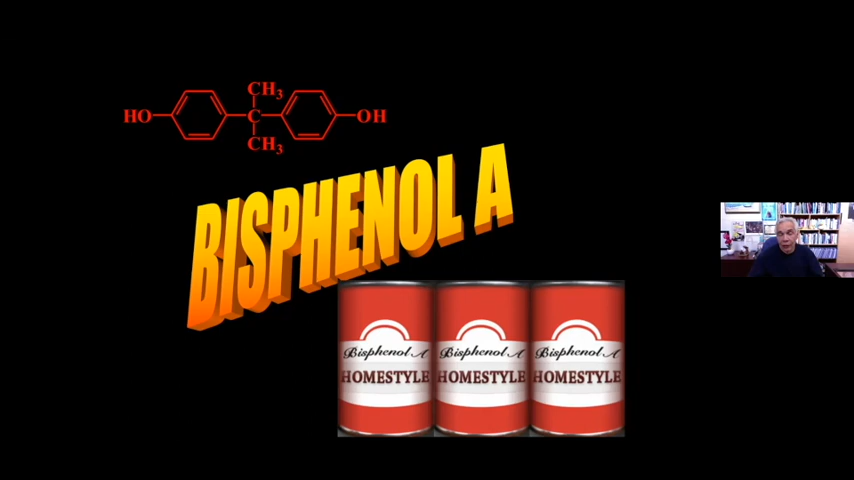 CH3
HO
C
OH
CH3
BISPHENOL A
Bisphenol A
HOMESTYLE
Bisphenol A
HOMESTYLE
Bisphenol A
HOMESTYLE